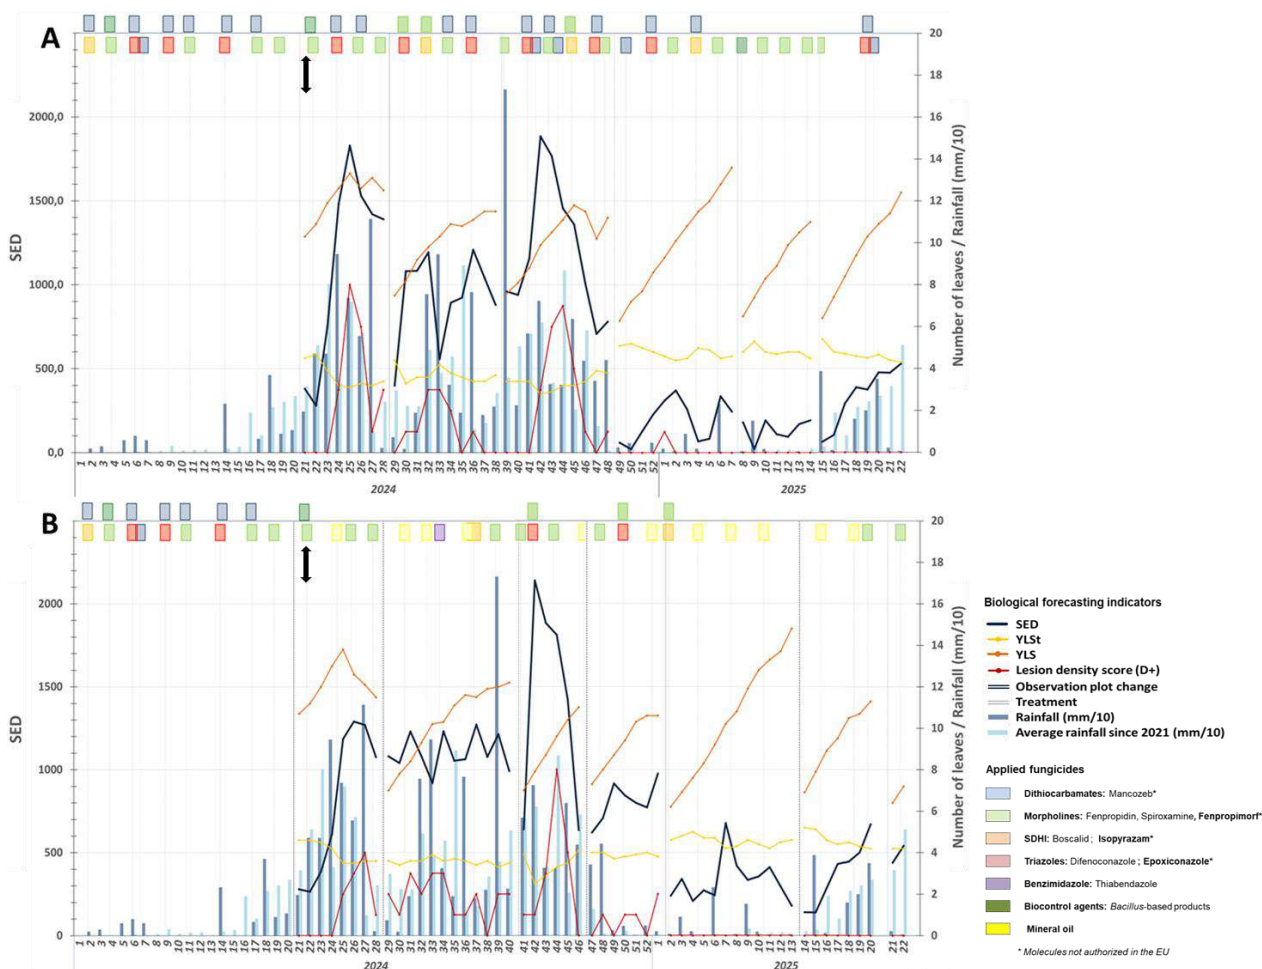 A
SED
2000,0
1500,0
1000,0
500,0
0,0
20
18
16
14
12
10
8
6
4
2
0
Number of leaves / Rainfall (mm/10)
1 2 3 4 5 6 7 8 9 10 11 12 14 15 16 17 18 19 20 21 22 23 24 25 26 27 28 29 30 31 32 33 34 35 36 37 38 39 40 41 42 43 44 45 46 47 48 49 50 52 1 2 3 4 5 6 7 8 9 10 11 12 13 14 15 16 17 18 19 20 21 22
2024
2025
B
SED
2000
1500
1000
500
0
20
18
16
14
12
10
8
6
4
2
0
Number of leaves / Rainfall (mm/10)
1 2 3 4 5 6 7 8 9 10 11 12 14 15 16 17 18 19 20 21 22 23 24 25 26 27 28 29 30 31 32 33 34 35 36 37 38 39 40 41 42 43 44 45 46 47 48 49 50 51 52 1 2 3 4 5 6 7 8 9 10 11 12 13 14 15 16 17 18 19 20 21 22
2024
2025
Biological forecasting indicators
SED
YLSt
YLS
Lesion density score (D+)
Observation plot change
Treatment
Rainfall (mm/10)
Average rainfall since 2021 (mm/10)
Applied fungicides
Dithiocarbamates: Mancozeb*
Morpholines: Fenpropidin, Spiroxamine, Fenpropimorf*
SDHI: Boscalid ; Isopyrazam*
Triazoles: Difenoconazole ; Epoxiconazole*
Benzimidazole: Thiabendazole
Biocontrol agents: Bacillus-based products
Mineral oil
* Molecules not authorized in the EU